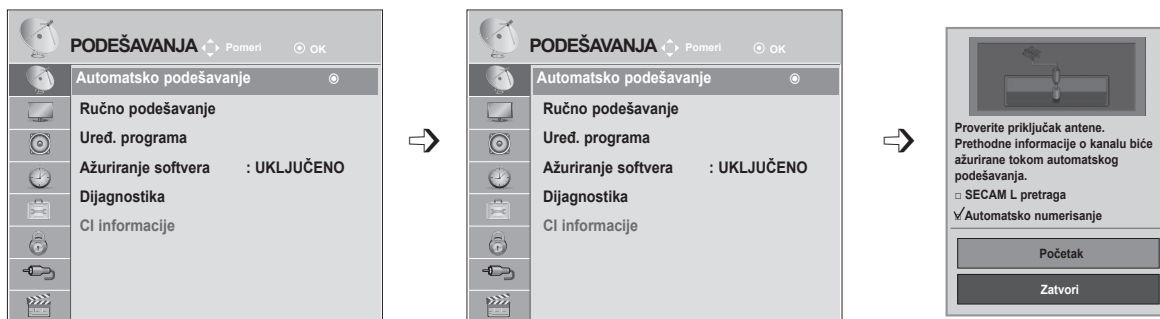 PODEŠAVANJA Pomeri OK
Automatsko podešavanje
Ručno podešavanje
Uređ. programa
Ažuriranje softvera : UKLJUČENO
Dijagnostika
CI informacije
PODEŠAVANJA Pomeri OK
Automatsko podešavanje
Ručno podešavanje
Uređ. programa
Ažuriranje softvera : UKLJUČENO
Dijagnostika
CI informacije
Proverite priključak antene.
Prethodne informacije o kanalu biće
ažurirane tokom automatskog
podešavanja.
SECAM L pretraga
Automatsko numerisanje
Početak
Zatvori